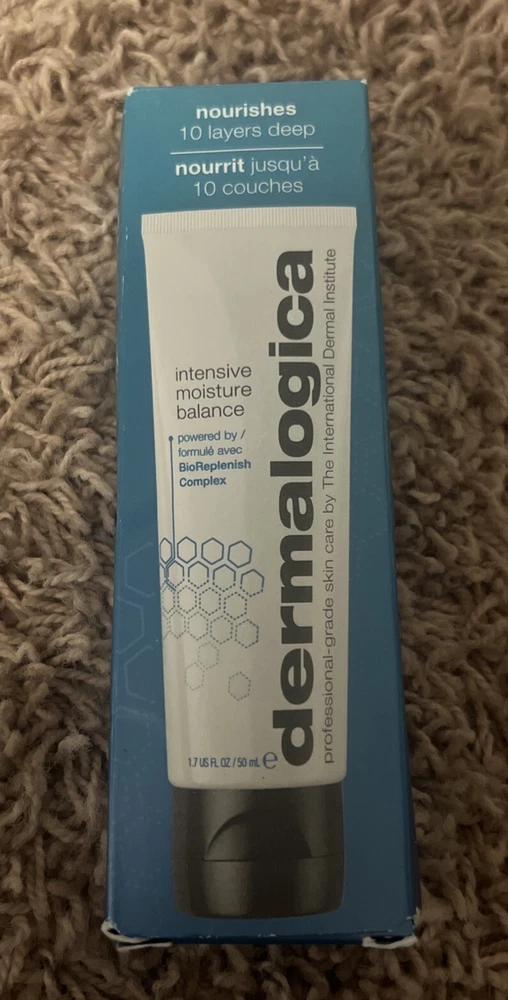 nourishes
10 layers deep
nourrit jusqu'à
10 couches
intensive
moisture
balance
powered by /
formulé avec
BioReplenish
Complex
dermalogica
professional-grade skin care by The International Dermal Institute
1.7 US FL OZ / 50 mL e